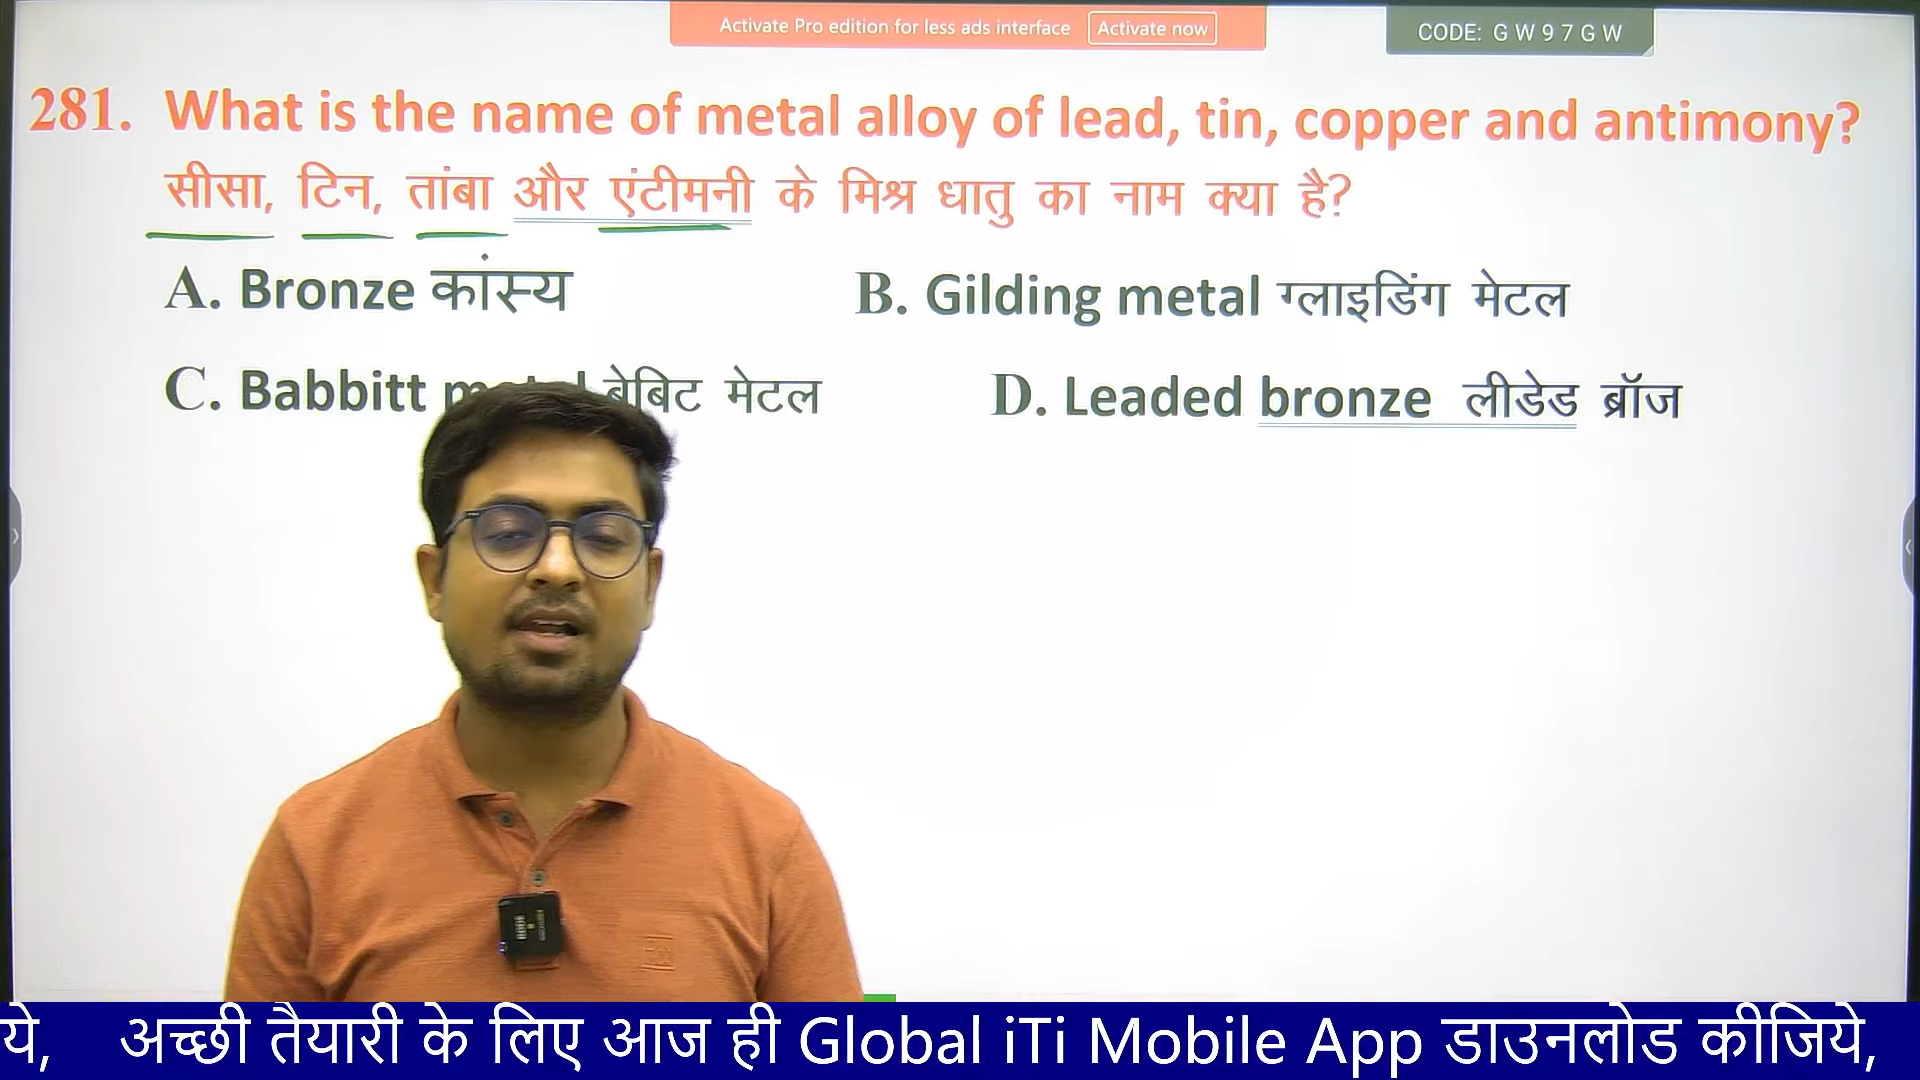 Activate Pro edition for less ads interface Activate now
CODE: G W 9 7 G W
281. What is the name of metal alloy of lead, tin, copper and antimony?
सीसा, टिन, तांबा और एंटीमनी के मिश्र धातु का नाम क्या है?
A. Bronze कांस्य B. Gilding metal ग्लाइडिंग मेटल
C. Babbitt बेबिट मेटल D. Leaded bronze लीडेड ब्रॉज
ये, अच्छी तैयारी के लिए आज ही Global iTi Mobile App डाउनलोड कीजिये,